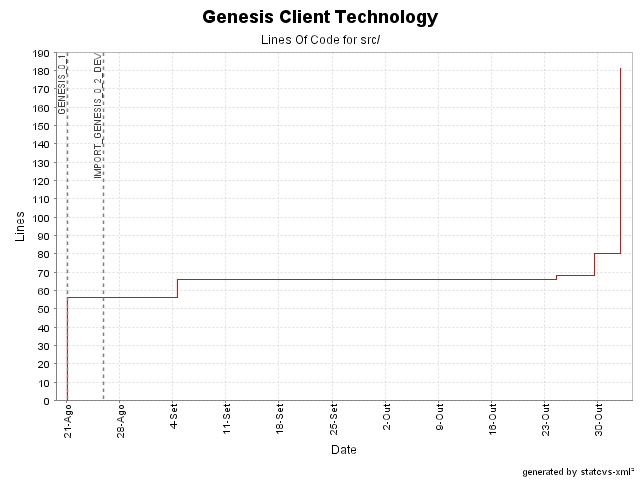 Genesis Client Technology
Lines Of Code for src/
190
180
170
160
150
140
130
120
110
100
90
80
70
60
50
40
30
20
10
0
Lines
GENESIS_0_1
IMPORT_GENESIS_0_2_DEV
21-Ago
28-Ago
4-Set
11-Set
18-Set
25-Set
2-Out
9-Out
16-Out
23-Out
30-Out
Date
generated by statcvs-xml²